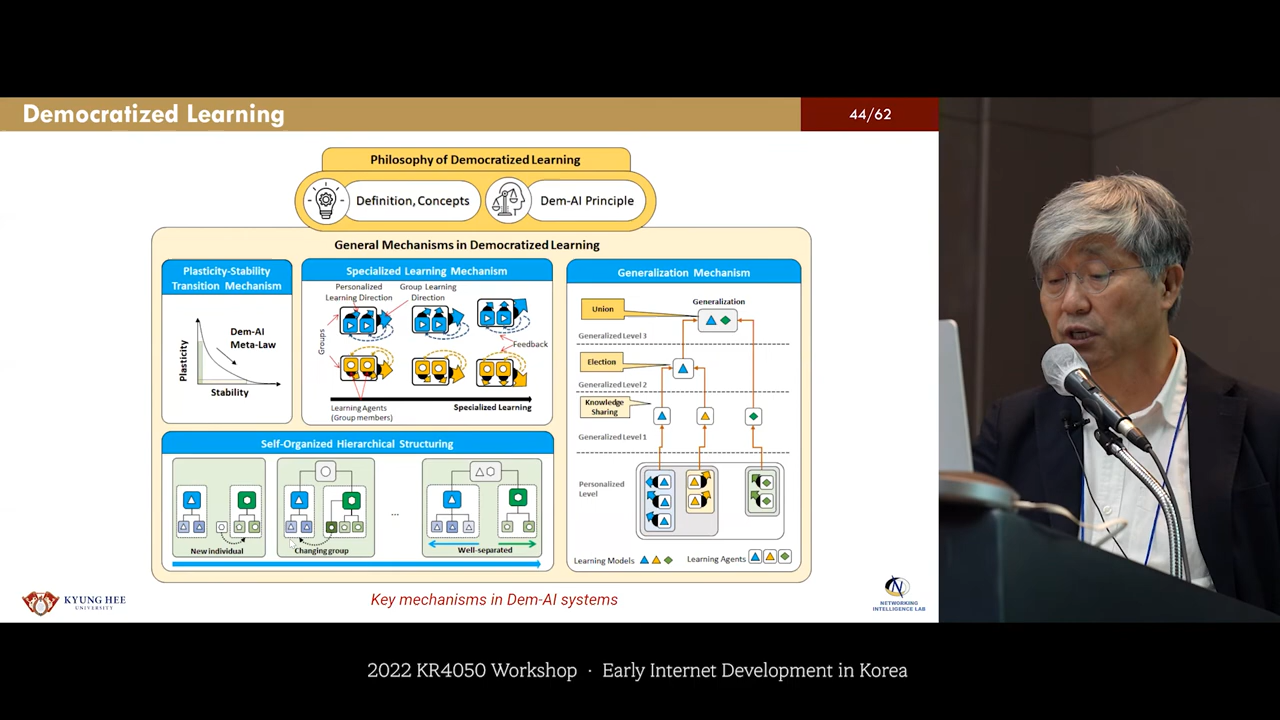 Democratized Learning
44/62
Philosophy of Democratized Learning
Definition, Concepts
Dem-AI Principle
General Mechanisms in Democratized Learning
Plasticity-Stability
Transition Mechanism
Plasticity
Dem-AI
Meta-Law
Stability
Specialized Learning Mechanism
Personalized
Learning Direction
Group Learning
Direction
Groups
Feedback
Learning Agents
(Group members)
Specialized Learning
Generalization Mechanism
Generalization
Union
Generalized Level 3
Election
Generalized Level 2
Knowledge
Sharing
Generalized Level 1
Personalized
Level
Learning Models
Learning Agents
Self-Organized Hierarchical Structuring
New individual
Changing group
...
Well-separated
KYUNG HEE
UNIVERSITY
Key mechanisms in Dem-AI systems
NETWORKING
INTELLIGENCE LAB
2022 KR4050 Workshop · Early Internet Development in Korea